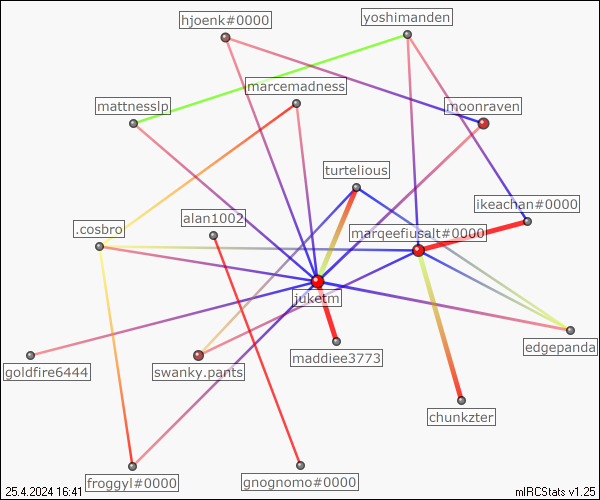 hjoenk#0000
yoshimanden
marcemadness
mattnesslp
moonraven
turtelious
ikeachan#0000
alan1002
.cosbro
marqeefiusalt#0000
juketm
edgepanda
maddiee3773
goldfire6444
swanky.pants
chunkzter
froggyl#0000
gnognomo#0000
25.4.2024 16:41
mIRCStats v1.25